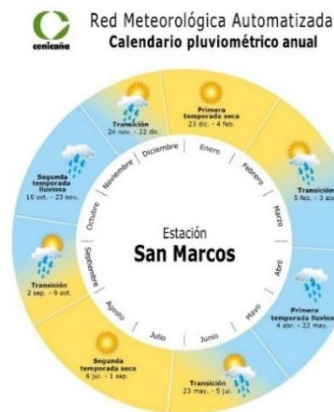 cenicaña
Red Meteorológica Automatizada
Calendario pluviométrico anual
Primera
temporada seca
23 dic. - 4 feb.
Transición
5 feb. - 3 abr
Primera
temporada lluvios
4 abr. - 22 may.
Transición
23 may. - 5 jul.
Segunda
temporada seca
6 jul. - 1 sep.
Transición
2 sep. - 9 oct.
Segunda
temporada
lluviosa
10 oct. - 23 nov.
Transición
24 nov. - 22 dic.
Enero
Febrero
Marzo
Abril
Mayo
Junio
Julio
Agosto
Septiembre
Octubre
Noviembre
Diciembre
Estación
San Marcos